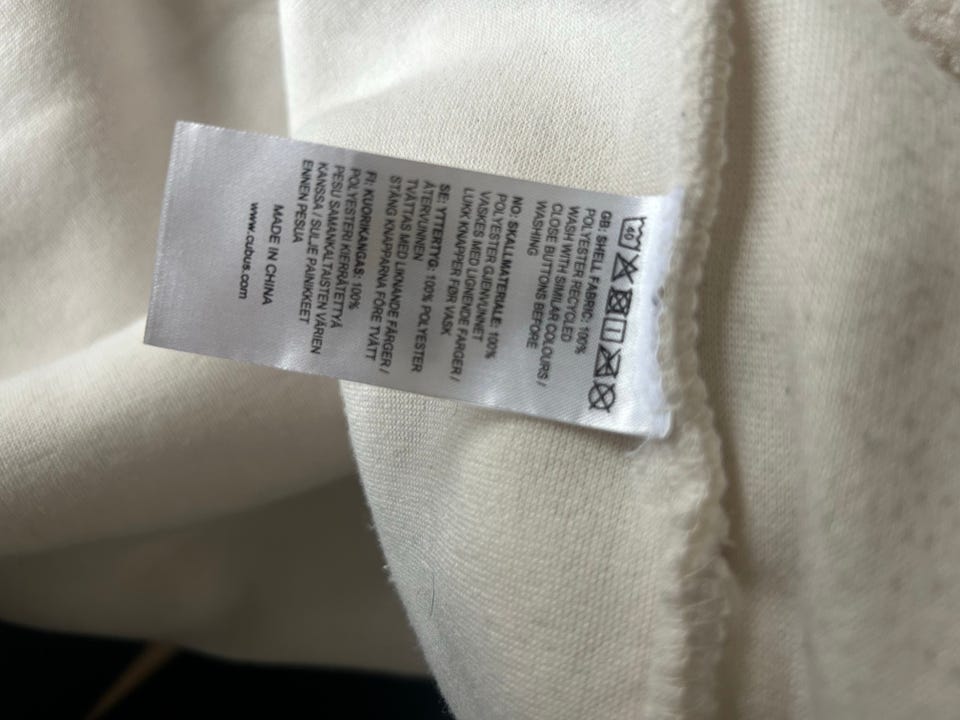 40
GB: SHELL FABRIC: 100%
POLYESTER RECYCLED
WASH WITH SIMILAR COLOURS /
CLOSE BUTTONS BEFORE
WASHING
NO: SKALLMATERIALE: 100%
POLYESTER GJENVUNNET
VASKES MED LIGNENDE FARGER /
LUKK KNAPPER FØR VASK
SE: YTTERTYG: 100% POLYESTER
ÅTERVUNNEN
TVÄTTAS MED LIKNANDE FÄRGER /
STÄNG KNAPPARNA FÖRE TVÄTT
FI: KUORIKANGAS: 100%
POLYESTERI KIERRÄTETTYÄ
PESU SAMANKALTAISTEN VÄRIEN
KANSSA / SULJE PAINIKKEET
ENNEN PESUA
MADE IN CHINA
www.cubus.com